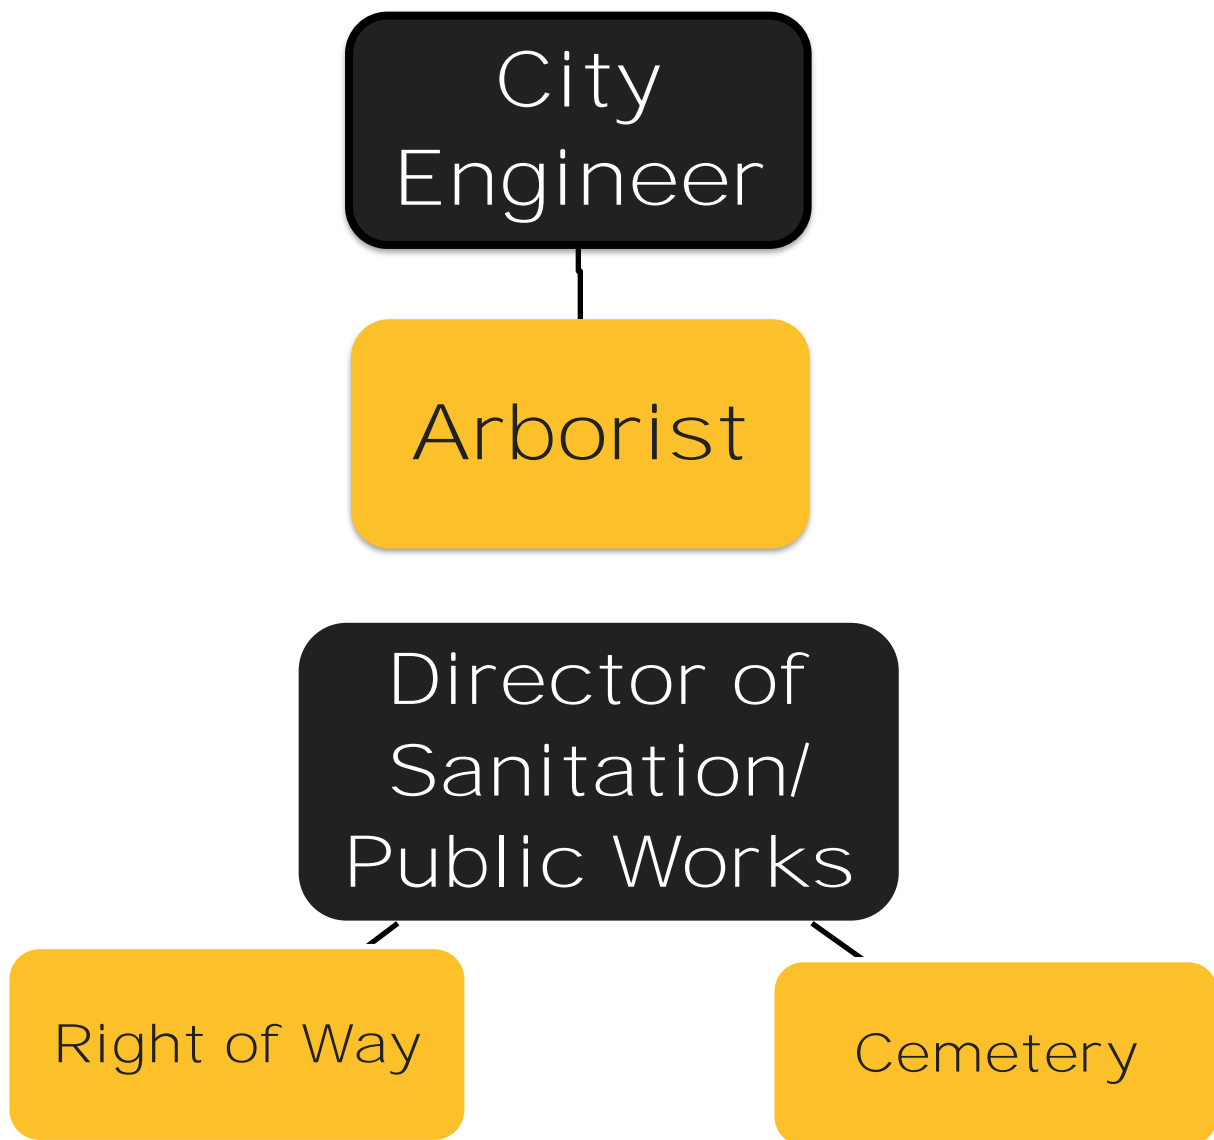 City
Engineer
Arborist
Director of
Sanitation/
Public Works
Right of Way
Cemetery